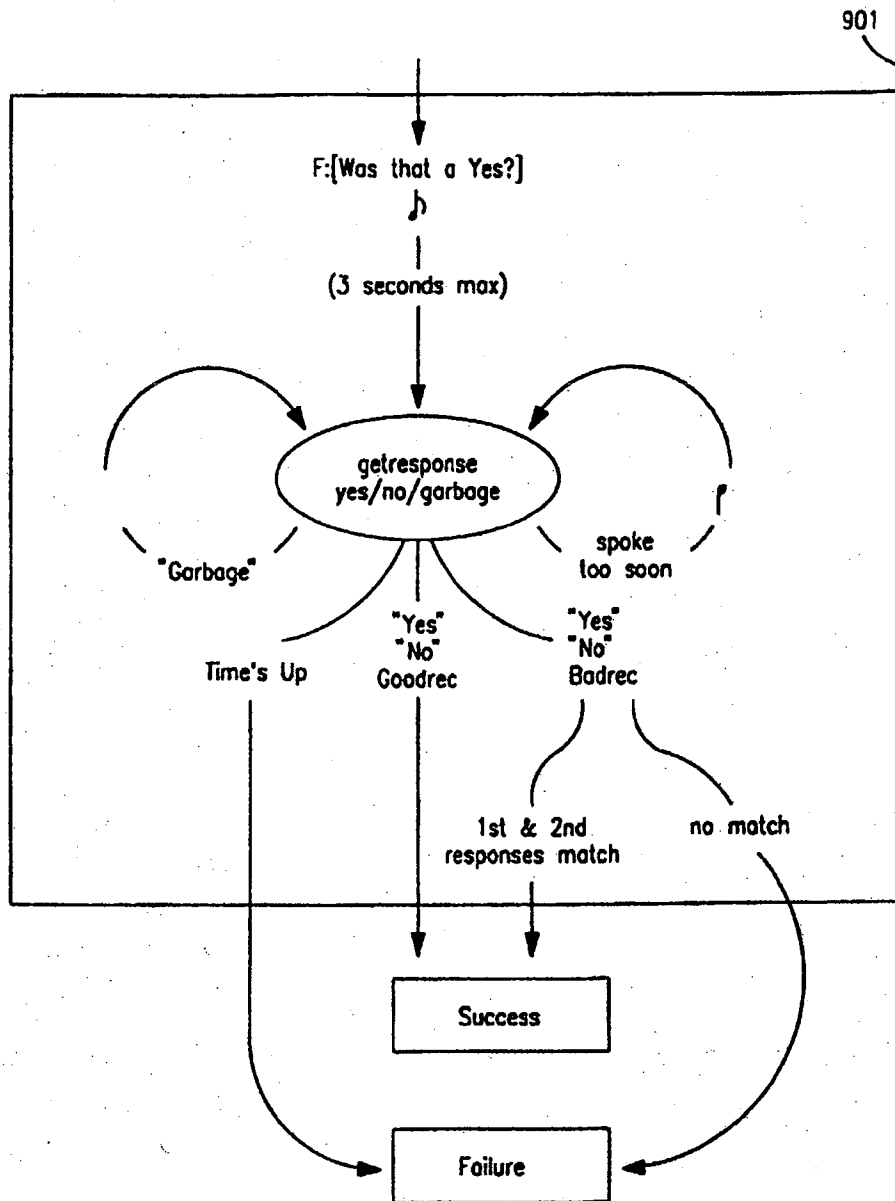 901
F:[Was that a Yes?]
(3 seconds max)
getresponse
yes/no/garbage
"Garbage"
spoke
too soon
Time's Up
"Yes"
"No"
Goodrec
"Yes"
"No"
Badrec
1st & 2nd
responses match
no match
Success
Failure